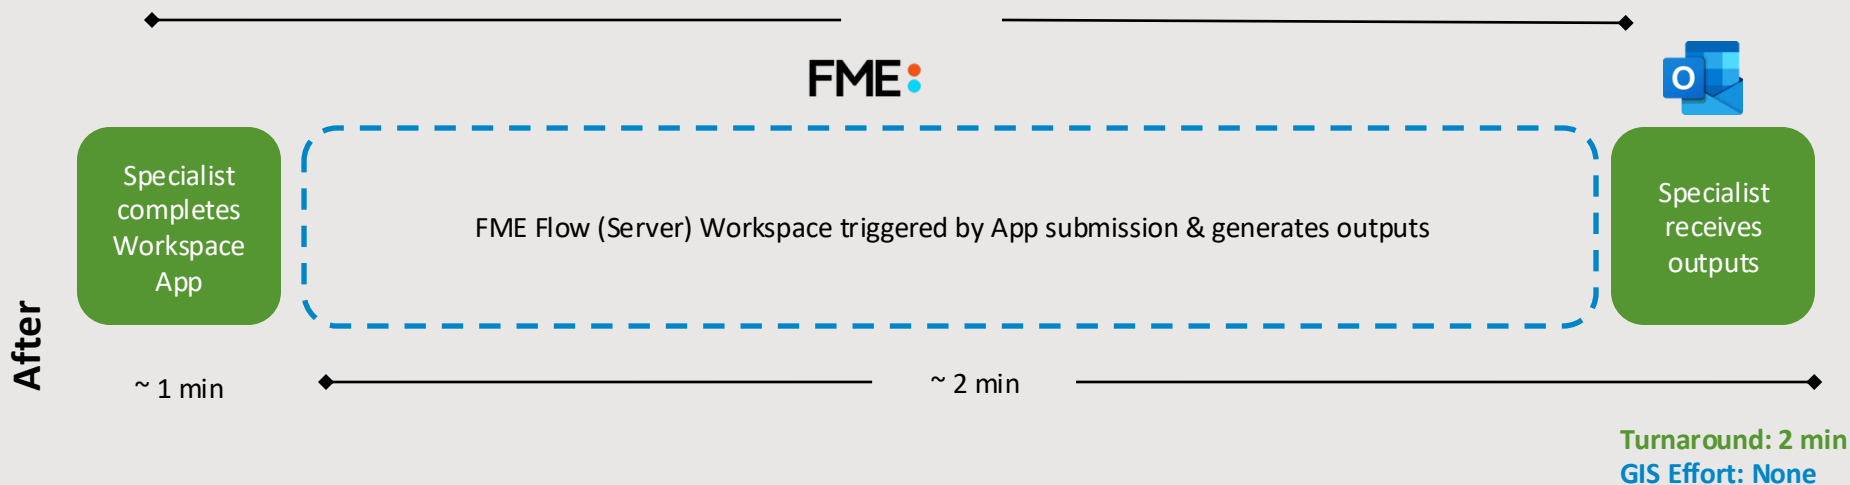 FME
O
Specialist
completes
Workspace
App
FME Flow (Server) Workspace triggered by App submission & generates outputs
Specialist
receives
outputs
After
~ 1 min
~ 2 min
Turnaround: 2 min
GIS Effort: None